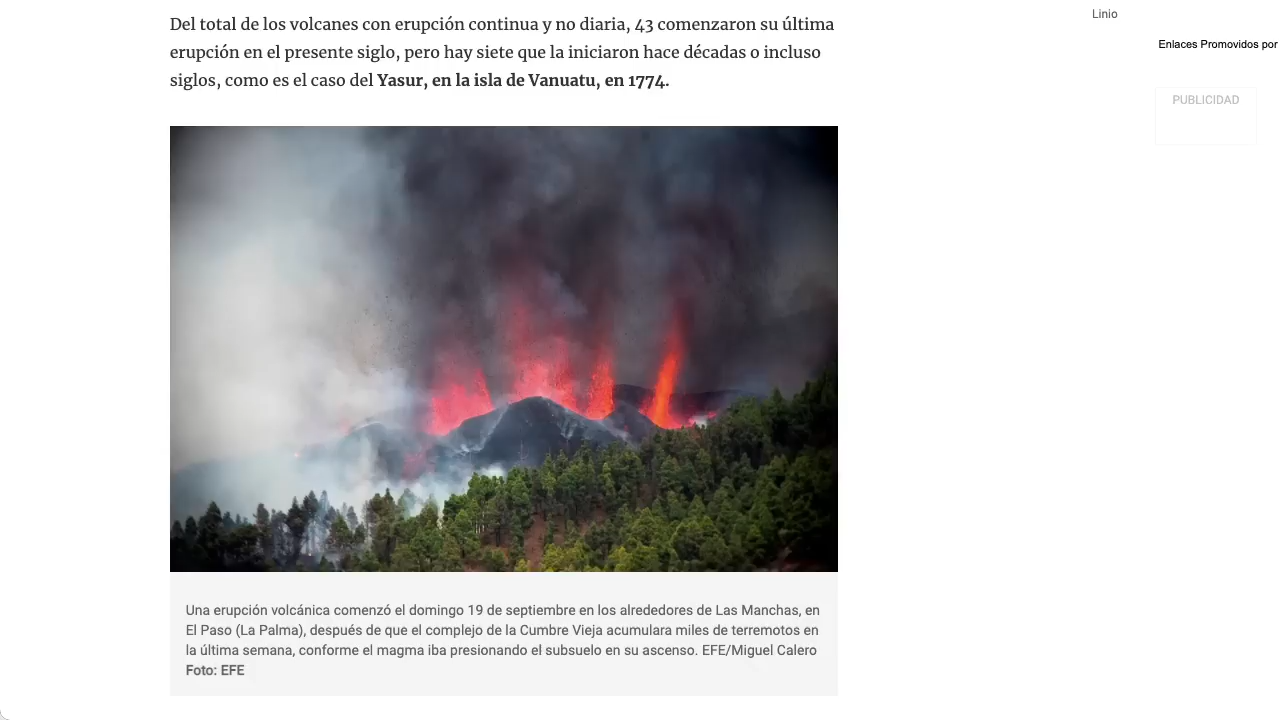 Del total de los volcanes con erupción continua y no diaria, 43 comenzaron su última
erupción en el presente siglo, pero hay siete que la iniciaron hace décadas o incluso
siglos, como es el caso del Yasur, en la isla de Vanuatu, en 1774.
Una erupción volcánica comenzó el domingo 19 de septiembre en los alrededores de Las Manchas, en
El Paso (La Palma), después de que el complejo de la Cumbre Vieja acumulara miles de terremotos en
la última semana, conforme el magma iba presionando el subsuelo en su ascenso. EFE/Miguel Calero
Foto: EFE
Linio
Enlaces Promovidos por
PUBLICIDAD